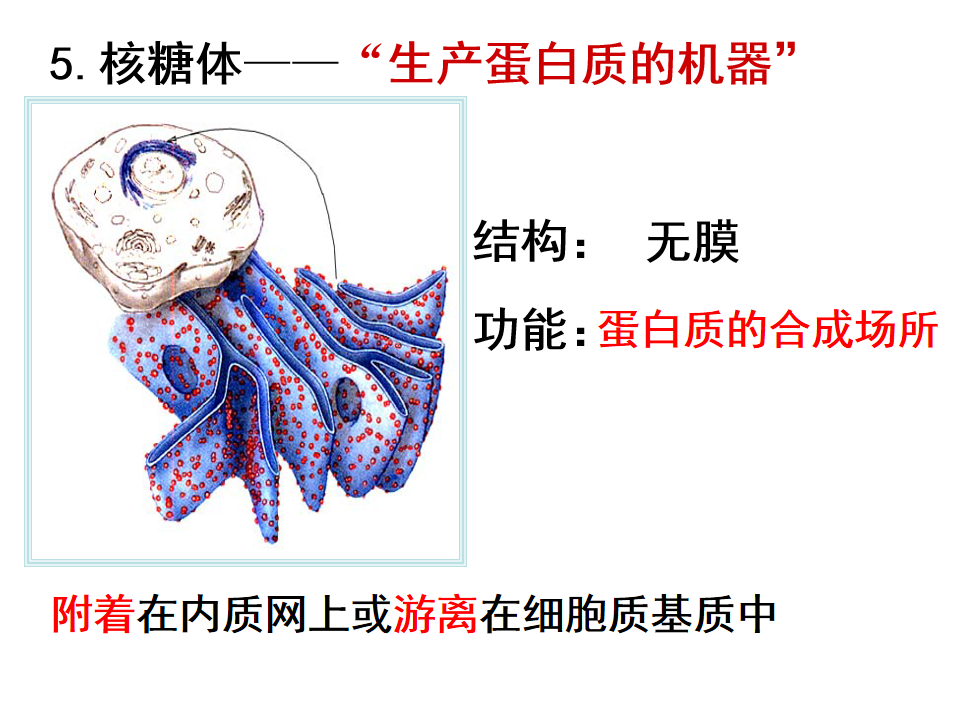 5. 核糖体——“生产蛋白质的机器”
结构： 无膜
功能：蛋白质的合成场所
附着在内质网上或游离在细胞质基质中